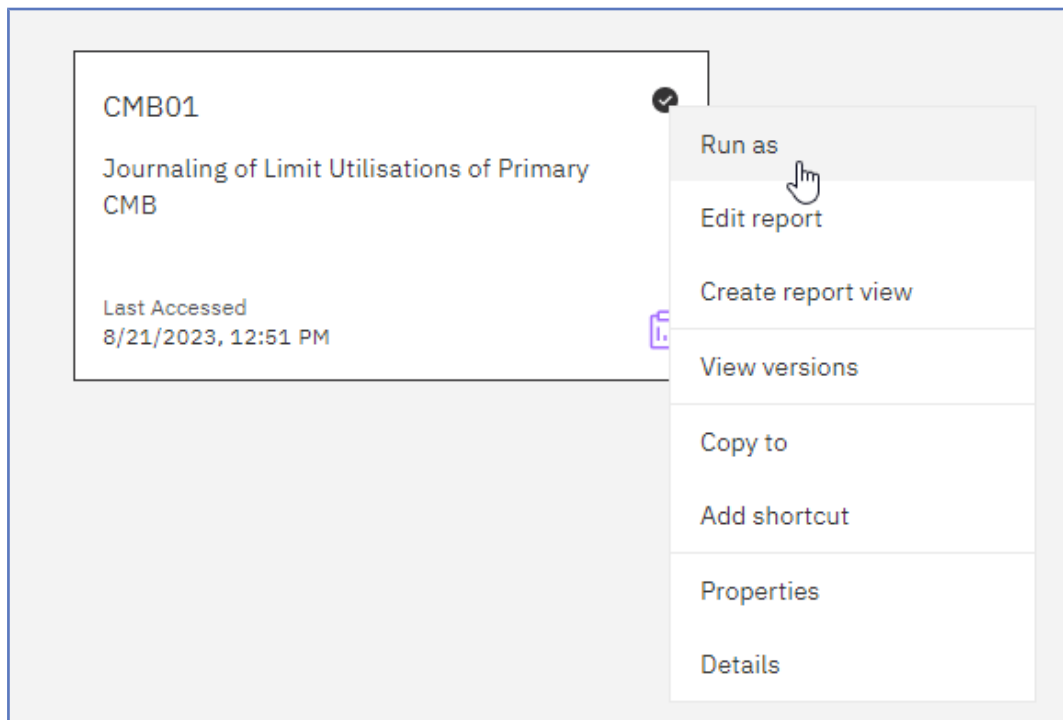 CMB01
Journaling of Limit Utilisations of Primary
CMB
Last Accessed
8/21/2023, 12:51 PM
Run as
Edit report
Create report view
View versions
Copy to
Add shortcut
Properties
Details